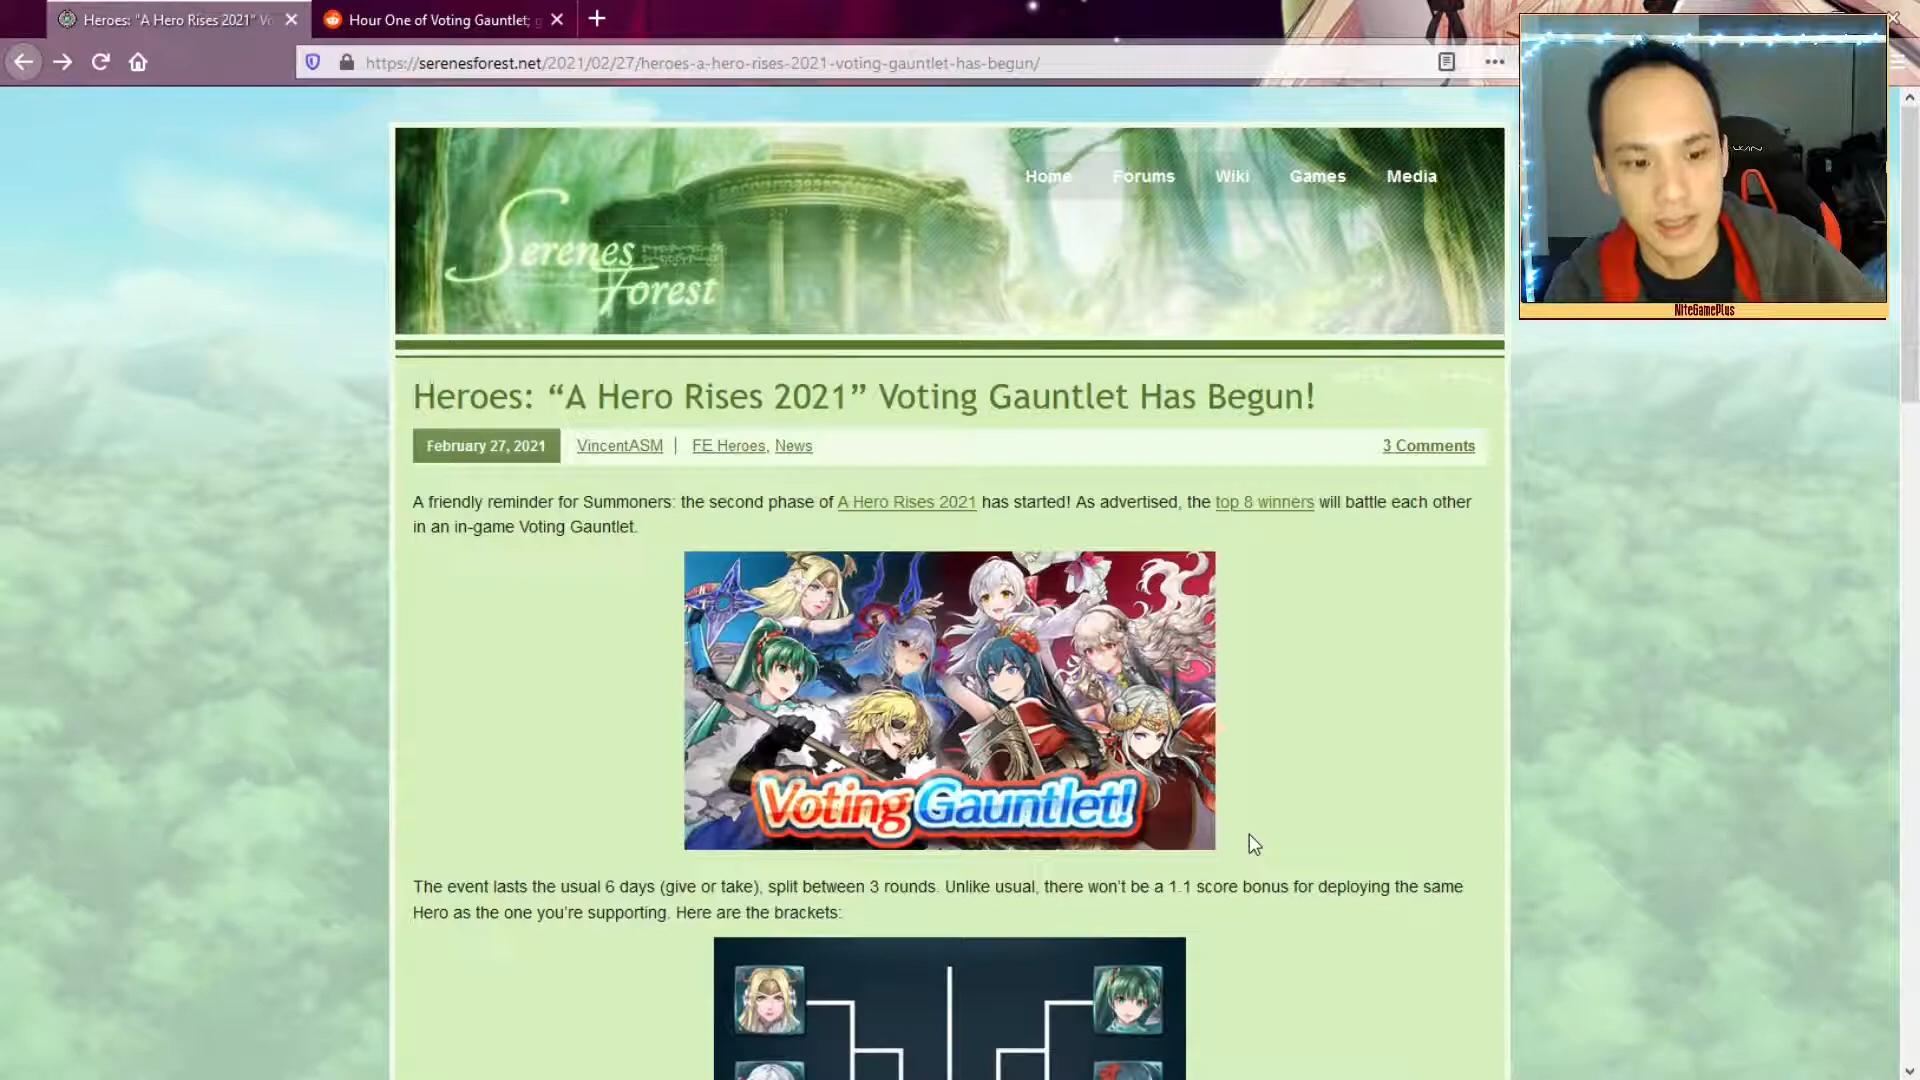 Heroes: "A Hero Rises 2021" Vo
Hour One of Voting Gauntlet; g
https://serenesforest.net/2021/02/27/heroes-a-hero-rises-2021-voting-gauntlet-has-begun/
NiteGamePlus
Home Forums Wiki Games Media
Serenes
Forest
Heroes: “A Hero Rises 2021” Voting Gauntlet Has Begun!
February 27, 2021 VincentASM | FE Heroes, News 3 Comments
A friendly reminder for Summoners: the second phase of A Hero Rises 2021 has started! As advertised, the top 8 winners will battle each other
in an in-game Voting Gauntlet.
Voting Gauntlet!
The event lasts the usual 6 days (give or take), split between 3 rounds. Unlike usual, there won't be a 1.1 score bonus for deploying the same
Hero as the one you're supporting. Here are the brackets: